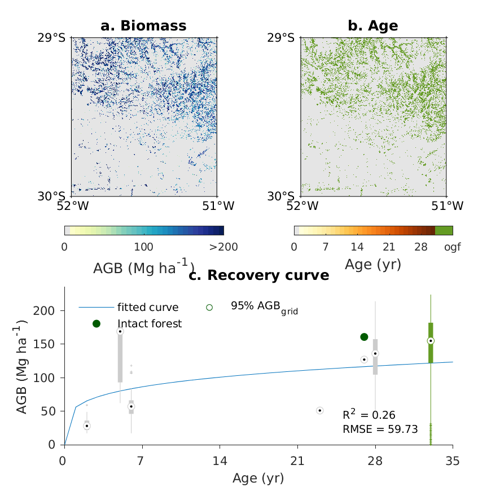 a. Biomass
b. Age
29°S
29°S
30°S
30°S
52°W
51°W
52°W
51°W
0
100
>200
0
7
14
21
28
ogf
AGB (Mg ha⁻¹)
Age (yr)
c. Recovery curve
fitted curve
95% AGB_grid
Intact forest
200
150
100
50
0
AGB (Mg ha⁻¹)
R² = 0.26
RMSE = 59.73
0
7
14
21
28
35
Age (yr)